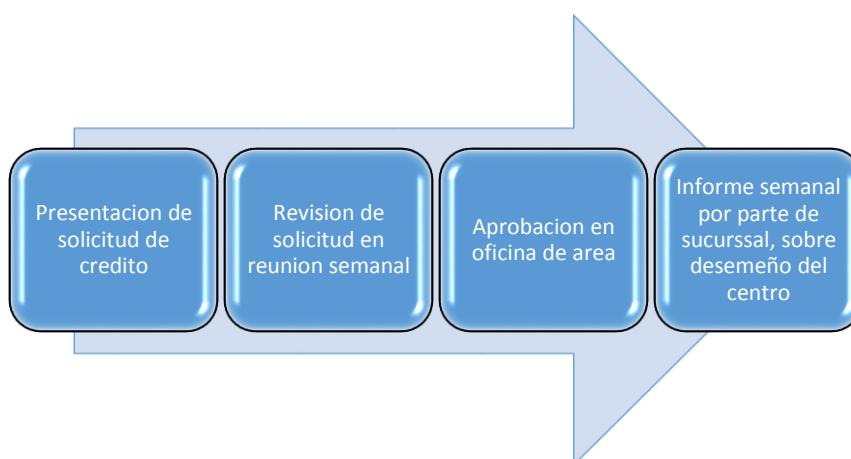 Presentacion de
solicitud de
credito
Revision de
solicitud en
reunion semanal
Aprobacion en
oficina de area
Informe semanal
por parte de
sucurssal, sobre
desemeño del
centro